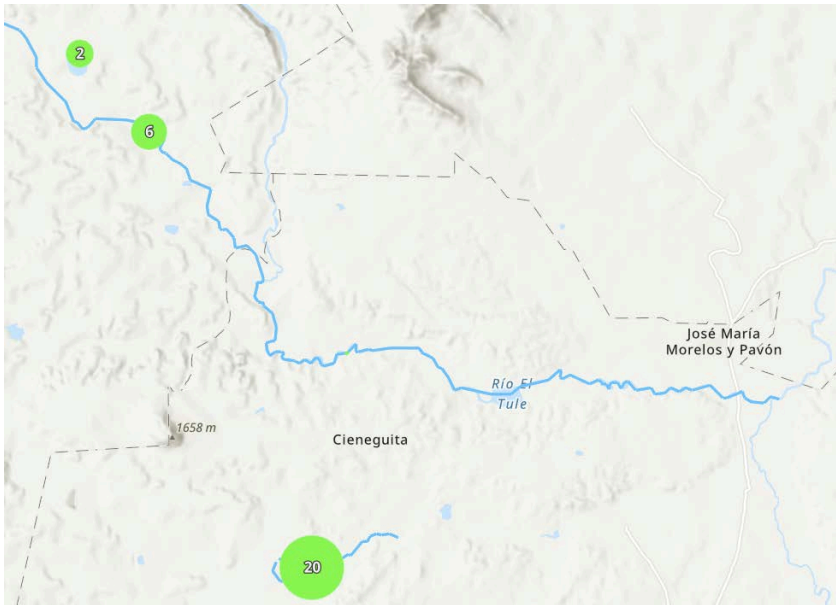 2
6
José María
Morelos y Pavón
Río El
Tule
1658 m
Cieneguita
20